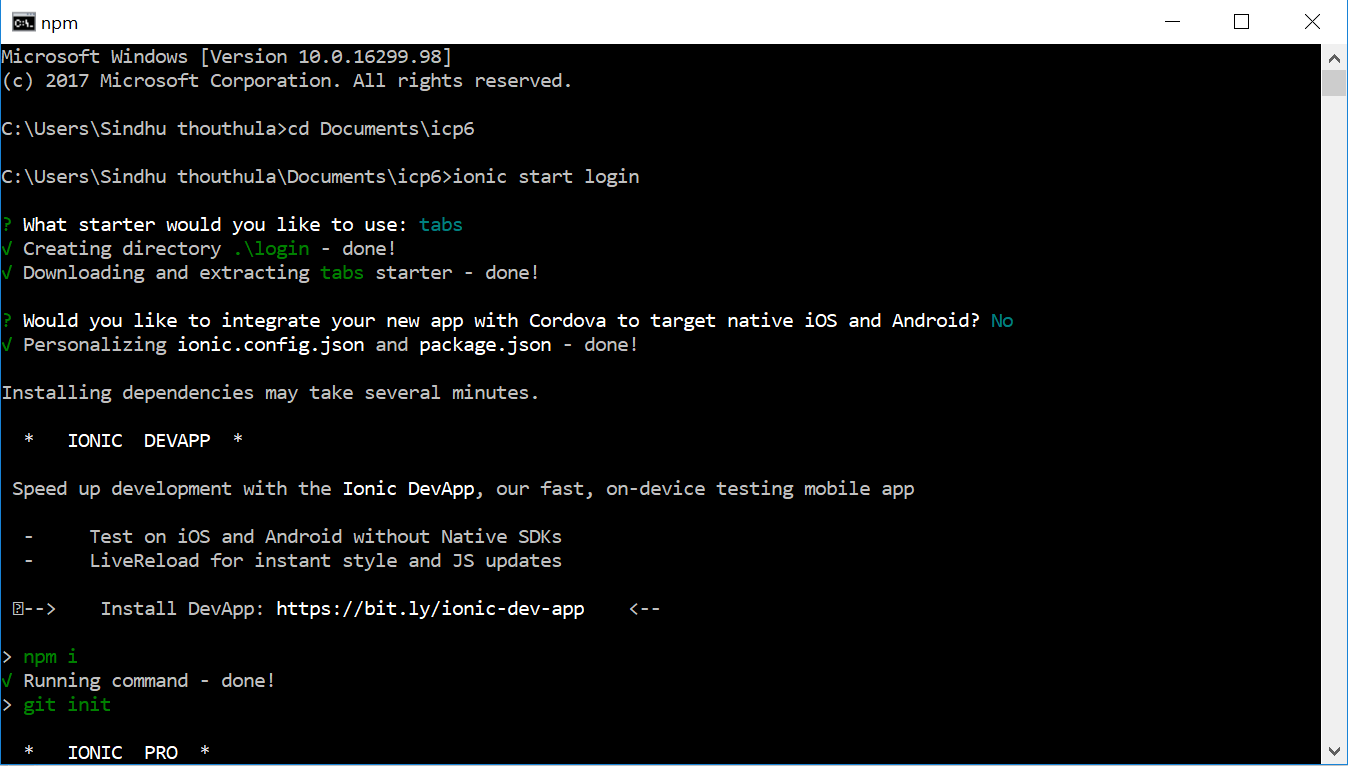 npm
Microsoft Windows [Version 10.0.16299.98]
(c) 2017 Microsoft Corporation. All rights reserved.
C:\Users\Sindhu thouthula>cd Documents\icp6
C:\Users\Sindhu thouthula\Documents\icp6>ionic start login
? What starter would you like to use: tabs
√ Creating directory .\login - done!
√ Downloading and extracting tabs starter - done!
? Would you like to integrate your new app with Cordova to target native iOS and Android? No
√ Personalizing ionic.config.json and package.json - done!
Installing dependencies may take several minutes.
* IONIC DEVAPP *
Speed up development with the Ionic DevApp, our fast, on-device testing mobile app
- Test on iOS and Android without Native SDKs
- LiveReload for instant style and JS updates
--> Install DevApp: https://bit.ly/ionic-dev-app <--
> npm i
√ Running command - done!
> git init
* IONIC PRO *